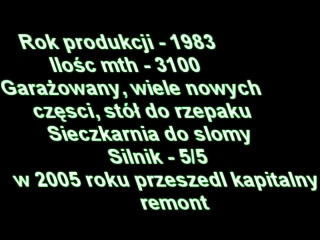 Rok produkcji - 1983
Ilośc mth - 3100
Garażowany, wiele nowych
częsci, stół do rzepaku
Sieczkarnia do slomy
Silnik - 5/5
w 2005 roku przeszedl kapitalny
remont